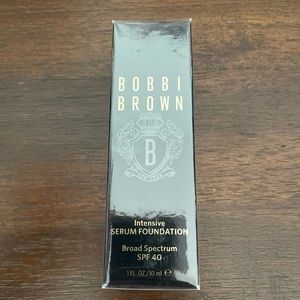 BOBBI
BROWN
B
Intensive
SERUM FOUNDATION
Broad Spectrum
SPF 40
1 FL. OZ./30 ml ℮